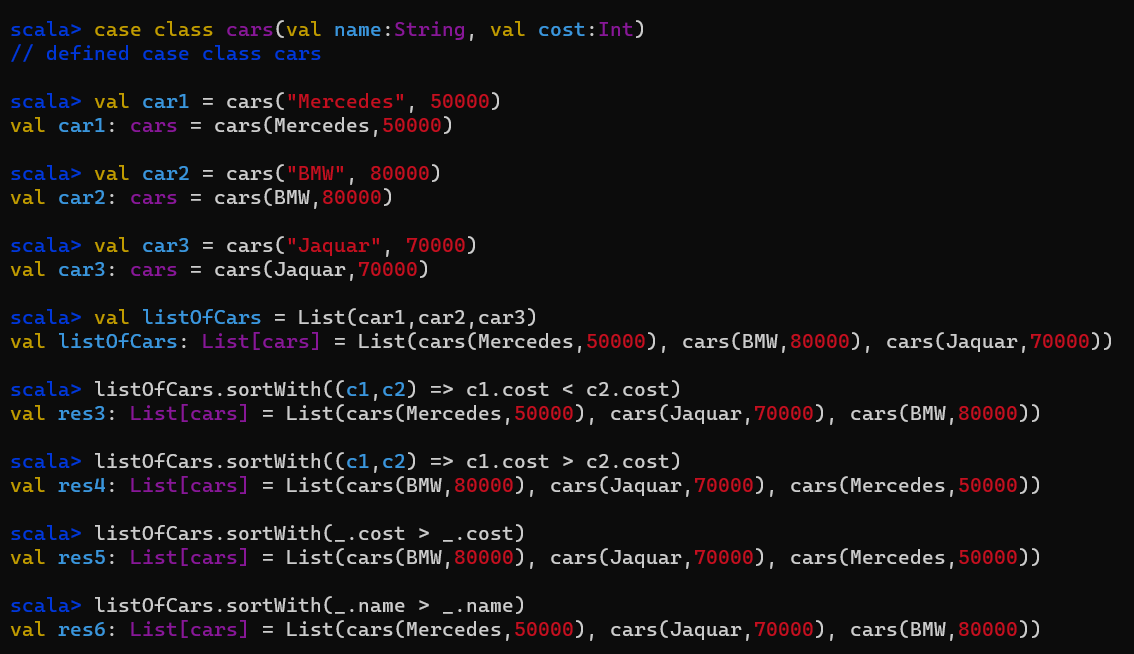 scala> case class cars(val name:String, val cost:Int)
// defined case class cars
scala> val car1 = cars("Mercedes", 50000)
val car1: cars = cars(Mercedes,50000)
scala> val car2 = cars("BMW", 80000)
val car2: cars = cars(BMW,80000)
scala> val car3 = cars("Jaquar", 70000)
val car3: cars = cars(Jaquar,70000)
scala> val listOfCars = List(car1,car2,car3)
val listOfCars: List[cars] = List(cars(Mercedes,50000), cars(BMW,80000), cars(Jaquar,70000))
scala> listOfCars.sortWith((c1,c2) => c1.cost < c2.cost)
val res3: List[cars] = List(cars(Mercedes,50000), cars(Jaquar,70000), cars(BMW,80000))
scala> listOfCars.sortWith((c1,c2) => c1.cost > c2.cost)
val res4: List[cars] = List(cars(BMW,80000), cars(Jaquar,70000), cars(Mercedes,50000))
scala> listOfCars.sortWith(_.cost > _.cost)
val res5: List[cars] = List(cars(BMW,80000), cars(Jaquar,70000), cars(Mercedes,50000))
scala> listOfCars.sortWith(_.name > _.name)
val res6: List[cars] = List(cars(Mercedes,50000), cars(Jaquar,70000), cars(BMW,80000))